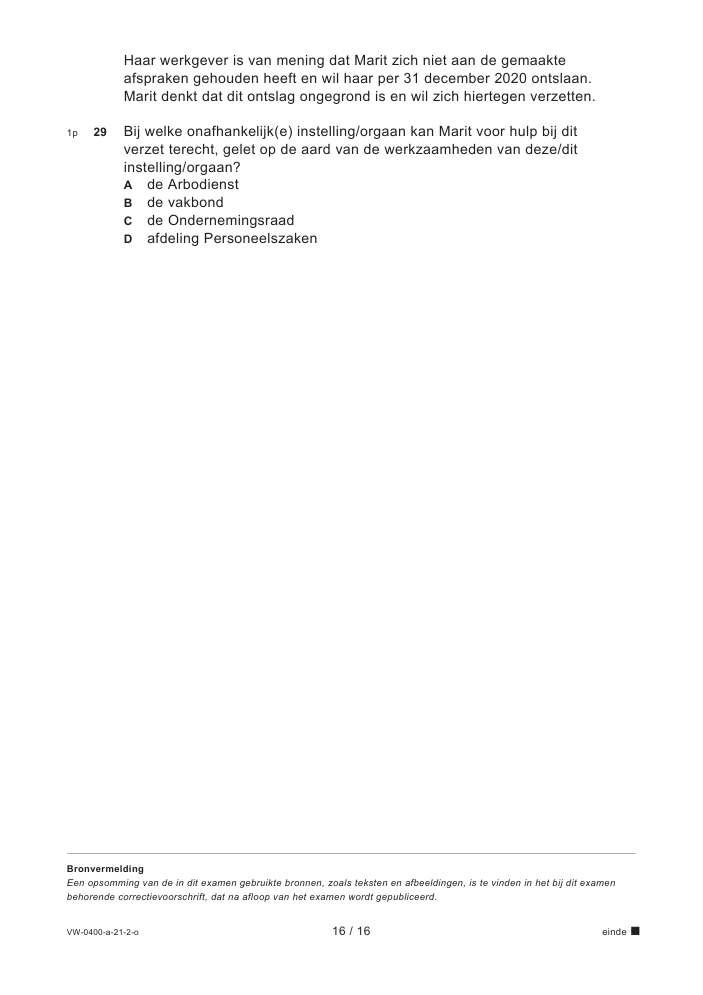 Haar werkgever is van mening dat Marit zich niet aan de gemaakte
afspraken gehouden heeft en wil haar per 31 december 2020 ontslaan.
Marit denkt dat dit ontslag ongegrond is en wil zich hiertegen verzetten.
1p 29 Bij welke onafhankelijk(e) instelling/orgaan kan Marit voor hulp bij dit
verzet terecht, gelet op de aard van de werkzaamheden van deze/dit
instelling/orgaan?
A de Arbodienst
B de vakbond
C de Ondernemingsraad
D afdeling Personeelszaken
Bronvermelding
Een opsomming van de in dit examen gebruikte bronnen, zoals teksten en afbeeldingen, is te vinden in het bij dit examen
behorende correctievoorschrift, dat na afloop van het examen wordt gepubliceerd.
VW-0400-a-21-2-o 16 / 16 einde ■